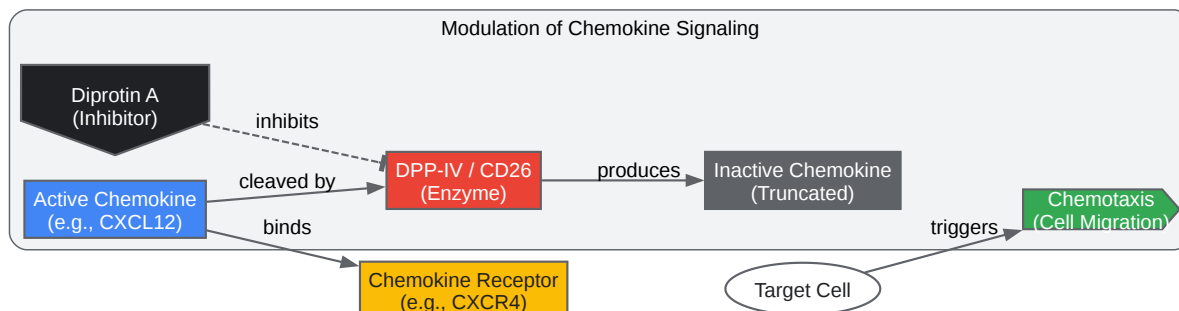 Modulation of Chemokine Signaling
Diprotin A
(Inhibitor)
inhibits
DPP-IV / CD26
(Enzyme)
produces
Inactive Chemokine
(Truncated)
cleaved by
Active Chemokine
(e.g., CXCL12)
binds
Chemotaxis
(Cell Migration)
triggers
Chemokine Receptor
(e.g., CXCR4)
Target Cell